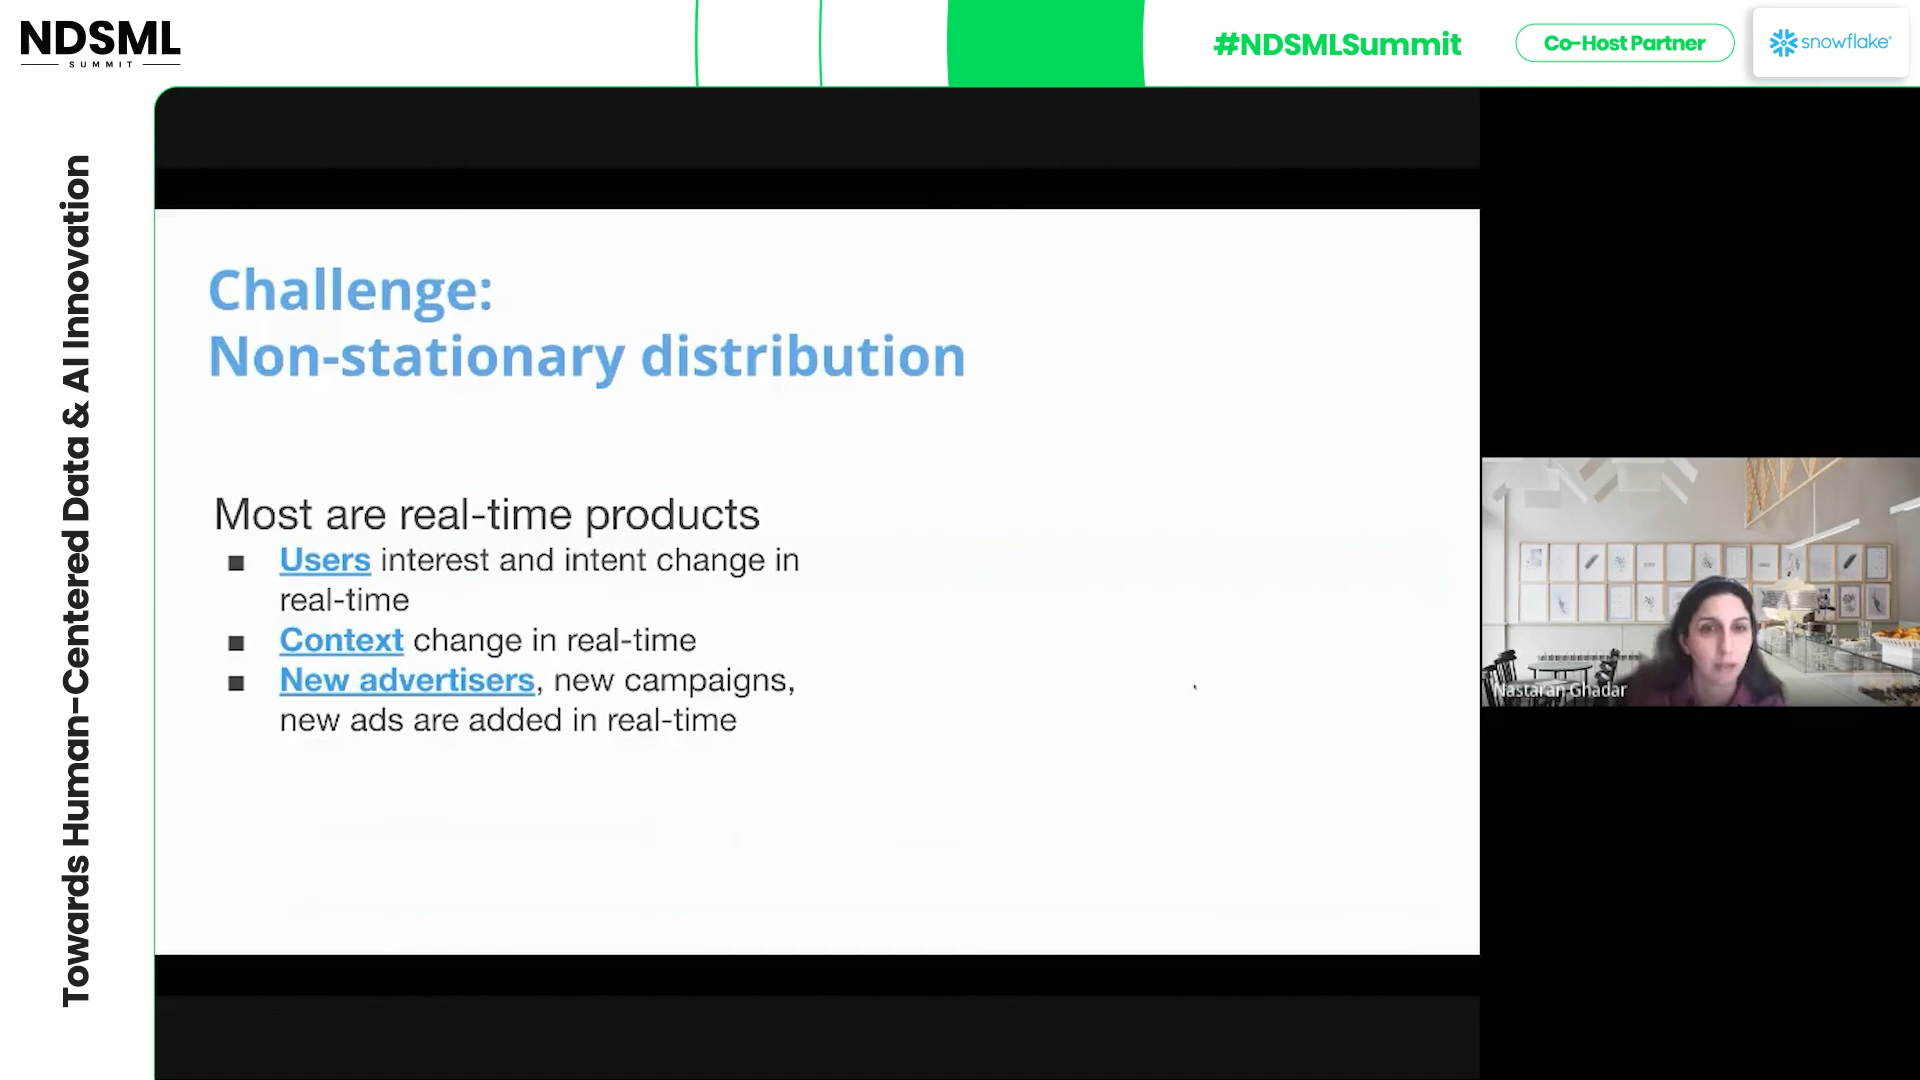 NDSML
SUMMIT
#NDSMLSummit
Co-Host Partner
snowflake®
Towards Human-Centered Data & AI Innovation
Challenge:
Non-stationary distribution
Most are real-time products
■ Users interest and intent change in
real-time
■ Context change in real-time
■ New advertisers, new campaigns,
new ads are added in real-time
Nastaran Ghadar